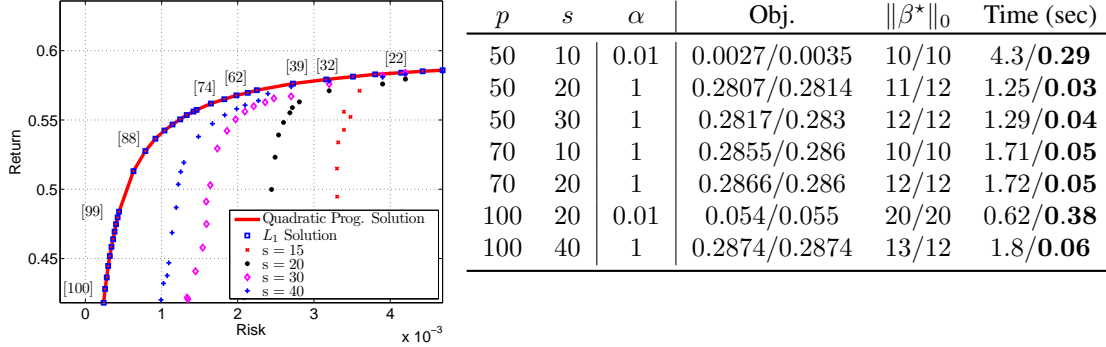 0.6
0.55
0.5
0.45
Return
[22]
[32]
[39]
[62]
[74]
[88]
[99]
[100]
Quadratic Prog. Solution
L₁ Solution
s = 15
s = 20
s = 30
s = 40
0 1 2 3 4
x 10⁻³
Risk
p s α Obj. ‖β⋆‖₀ Time (sec)
50 10 0.01 0.0027/0.0035 10/10 4.3/0.29
50 20 1 0.2807/0.2814 11/12 1.25/0.03
50 30 1 0.2817/0.283 12/12 1.29/0.04
70 10 1 0.2855/0.286 10/10 1.71/0.05
70 20 1 0.2866/0.286 12/12 1.72/0.05
100 20 0.01 0.054/0.055 20/20 0.62/0.38
100 40 1 0.2874/0.2874 13/12 1.8/0.06